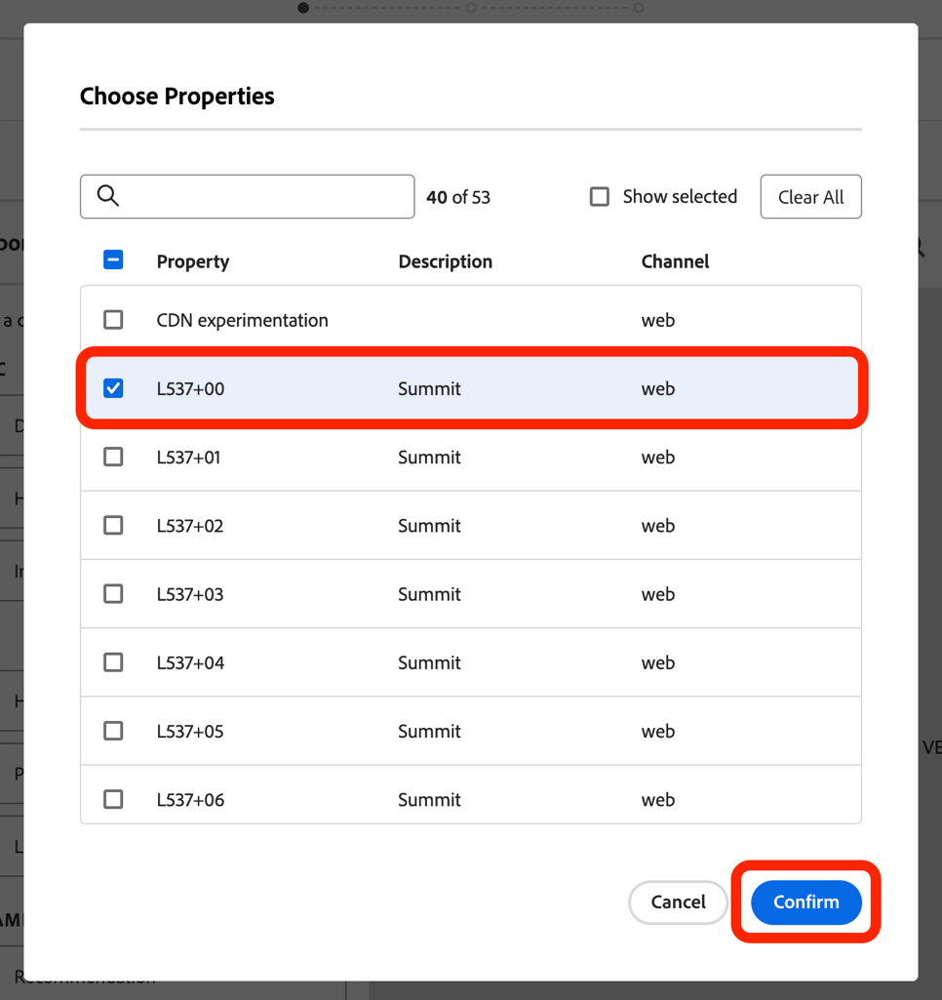 Choose Properties
40 of 53 Show selected Clear All
Property Description Channel
CDN experimentation web
L537+00 Summit web
L537+01 Summit web
L537+02 Summit web
L537+03 Summit web
L537+04 Summit web
L537+05 Summit web
L537+06 Summit web
Cancel Confirm